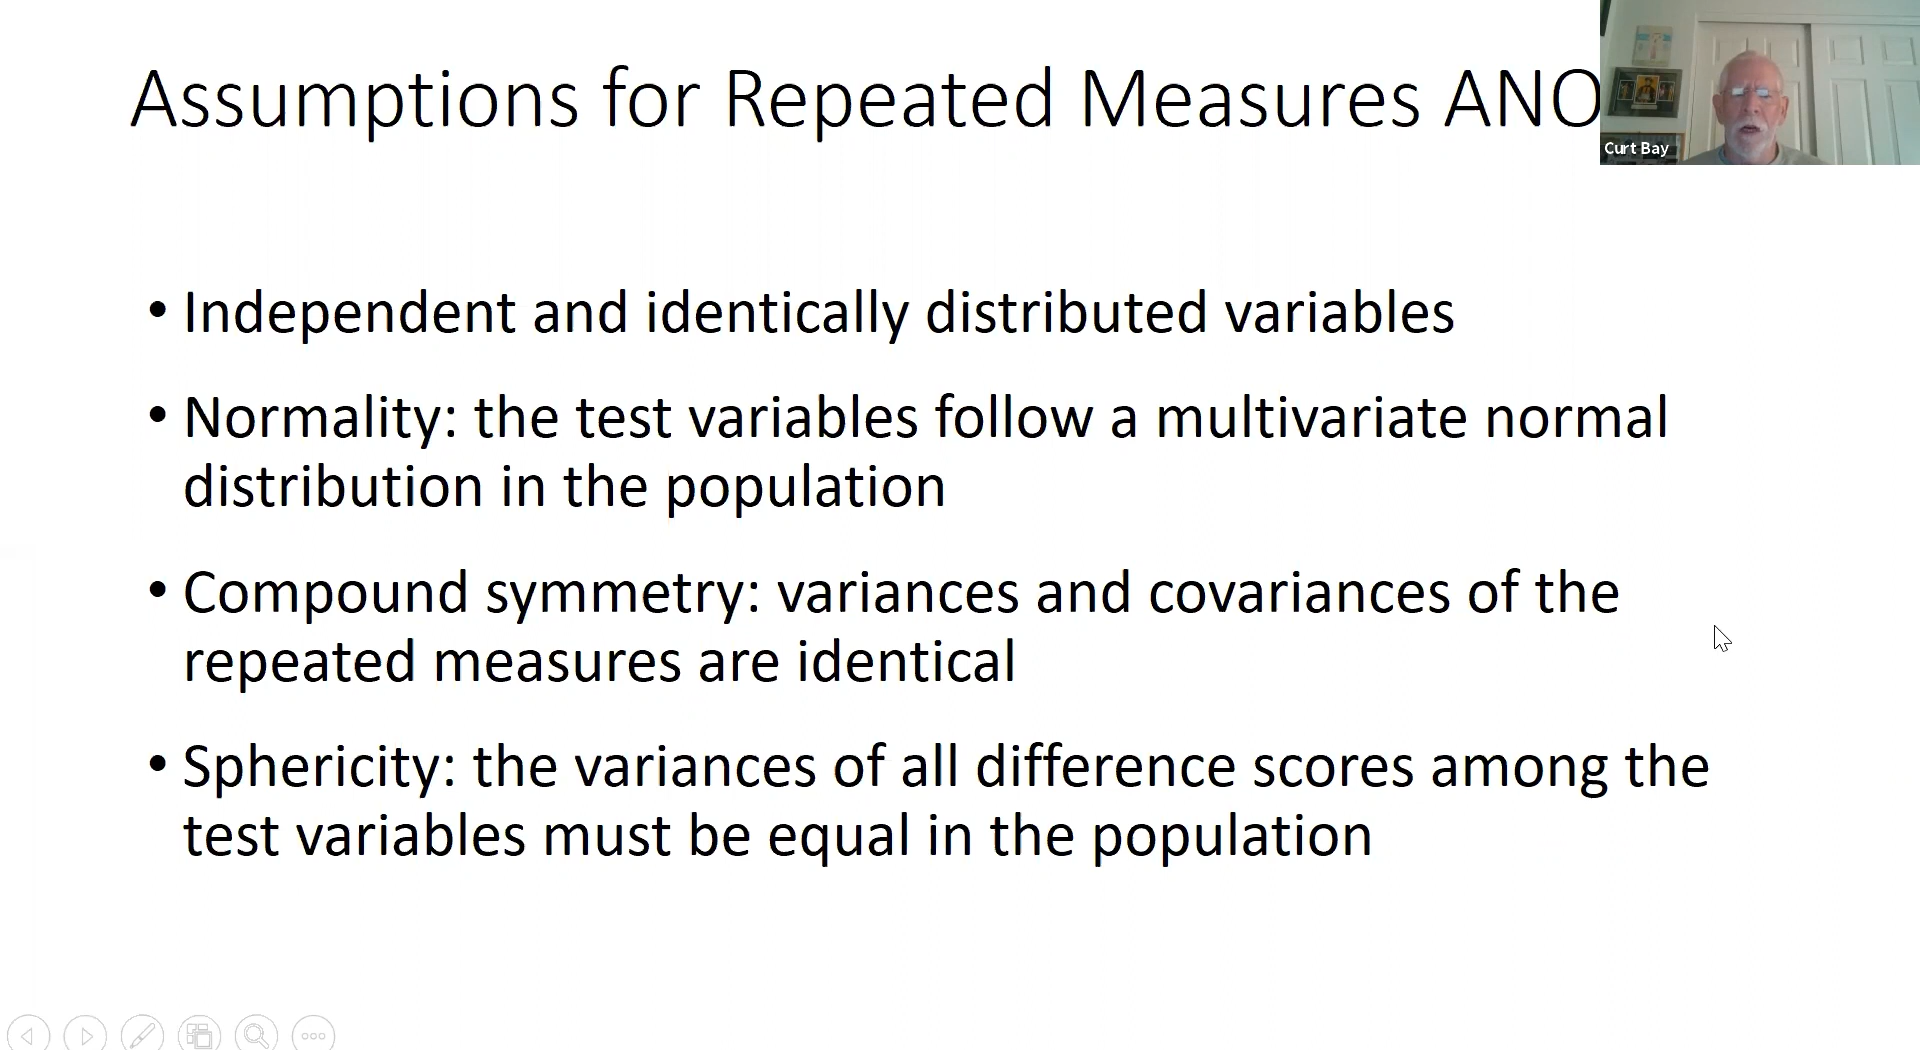 Assumptions for Repeated Measures ANO
Curt Bay
• Independent and identically distributed variables
• Normality: the test variables follow a multivariate normal
distribution in the population
• Compound symmetry: variances and covariances of the
repeated measures are identical
• Sphericity: the variances of all difference scores among the
test variables must be equal in the population